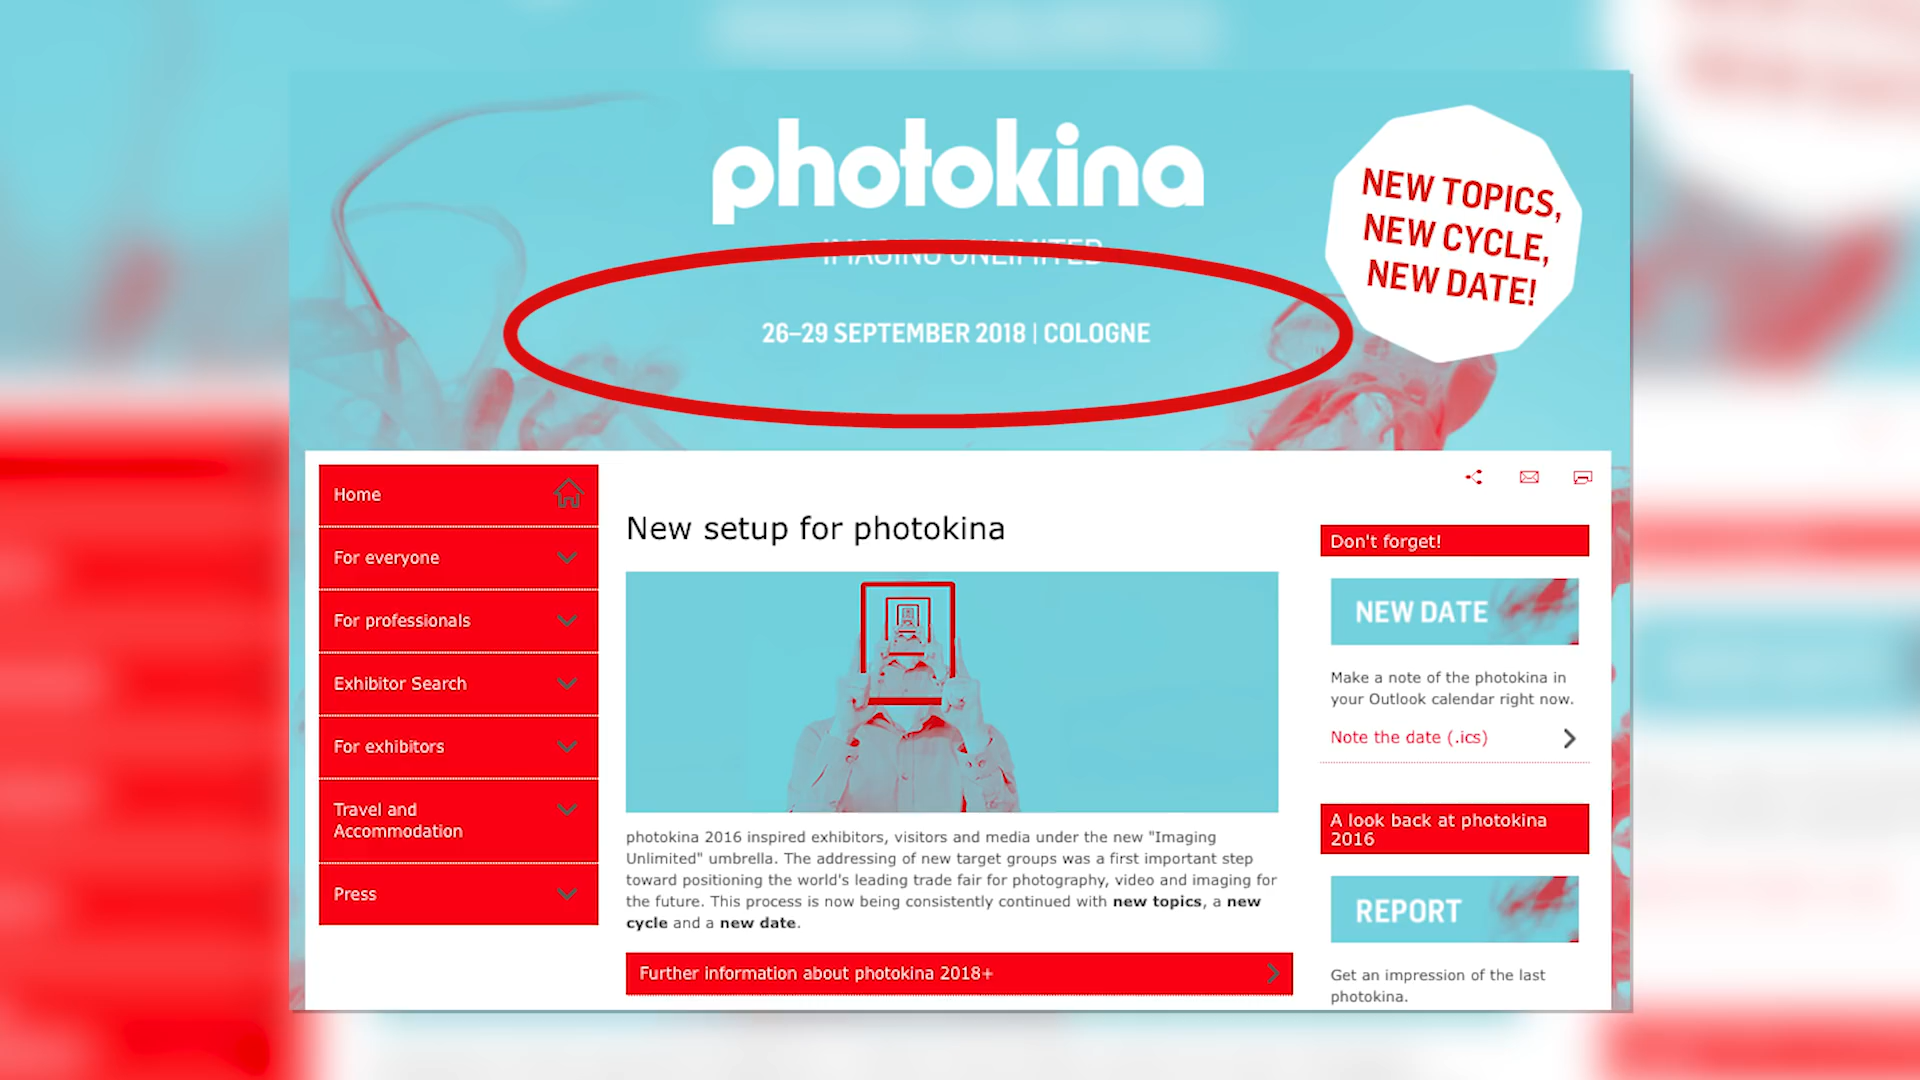 photokina
IMAGING UNLIMITED
26–29 SEPTEMBER 2018 | COLOGNE
NEW TOPICS,
NEW CYCLE,
NEW DATE!
Home
For everyone
For professionals
Exhibitor Search
For exhibitors
Travel and
Accommodation
Press
New setup for photokina
photokina 2016 inspired exhibitors, visitors and media under the new "Imaging
Unlimited" umbrella. The addressing of new target groups was a first important step
toward positioning the world's leading trade fair for photography, video and imaging for
the future. This process is now being consistently continued with new topics, a new
cycle and a new date.
Further information about photokina 2018+
Don't forget!
NEW DATE
Make a note of the photokina in
your Outlook calendar right now.
Note the date (.ics)
A look back at photokina
2016
REPORT
Get an impression of the last
photokina.